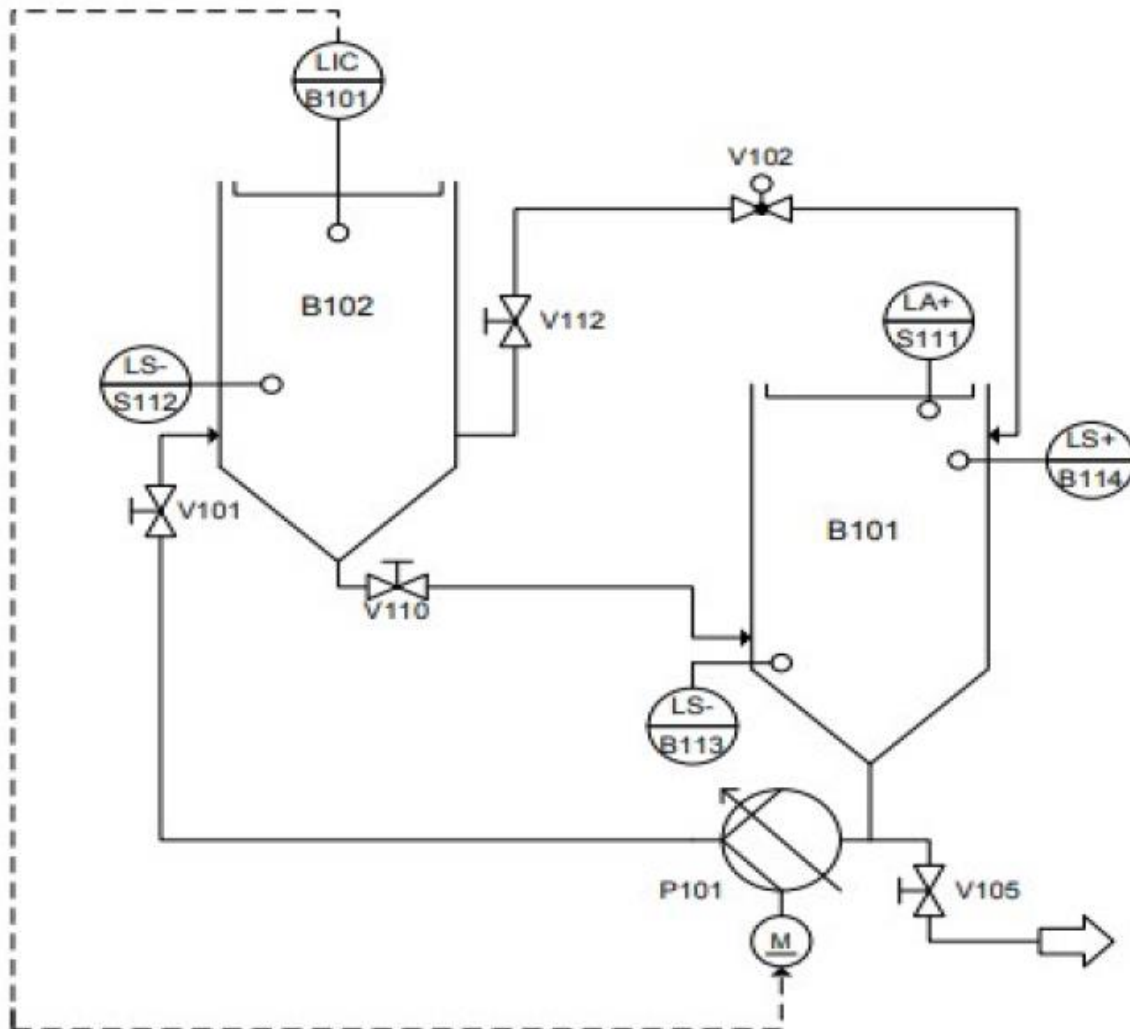 LIC
B101
V102
B102
V112
LA+
S111
LS-
S112
LS+
B114
V101
B101
V110
LS-
B113
P101
V105
M